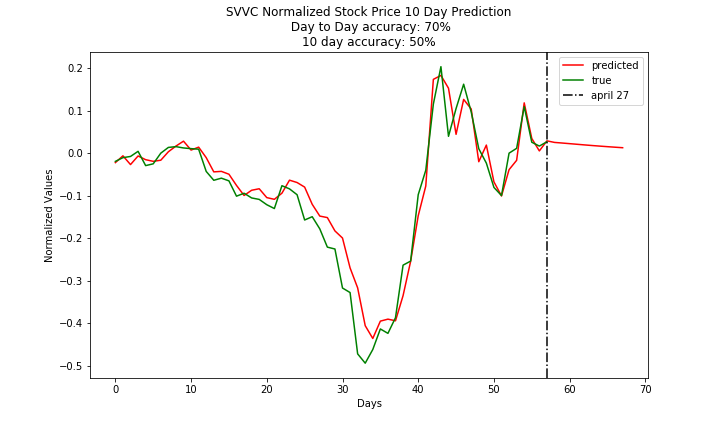 SVVC Normalized Stock Price 10 Day Prediction
Day to Day accuracy: 70%
10 day accuracy: 50%
predicted
true
april 27
Normalized Values
0.2
0.1
0.0
−0.1
−0.2
−0.3
−0.4
−0.5
0 10 20 30 40 50 60 70
Days